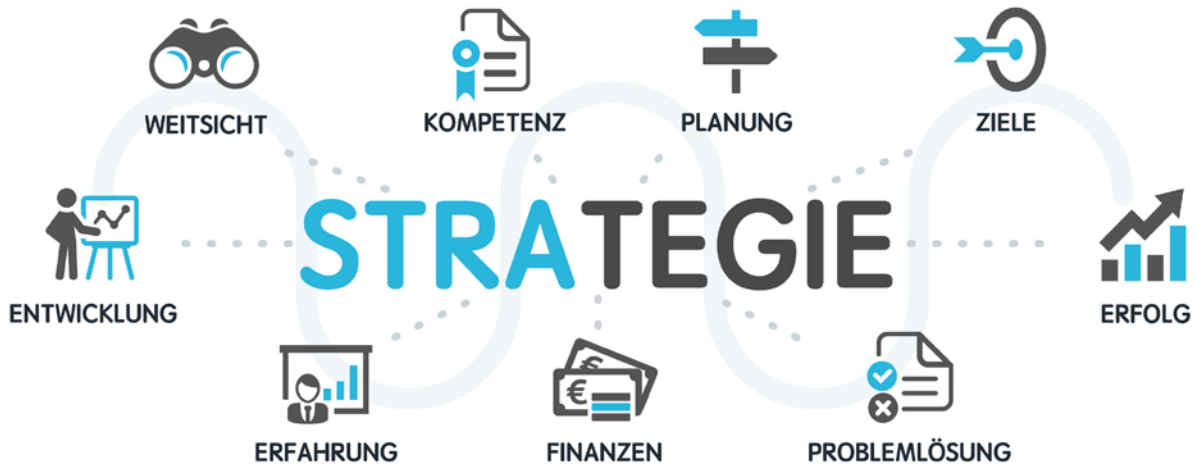 WEITSICHT
KOMPETENZ
PLANUNG
ZIELE
STRATEGIE
ENTWICKLUNG
ERFOLG
€
€
ERFAHRUNG
FINANZEN
PROBLEMLÖSUNG